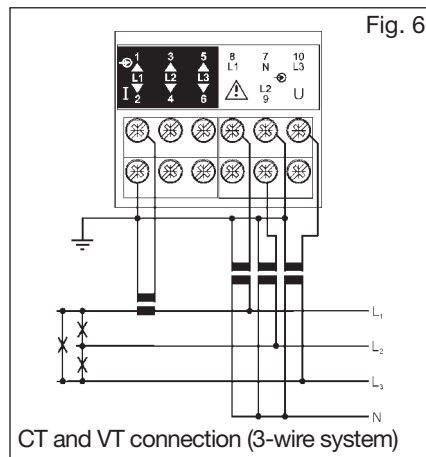 Fig. 6
1 3 5 8 7 10
L1 N L3
L1 L2 L3
I 2 4 6 L2 9 U
L1
L2
L3
N
CT and VT connection (3-wire system)